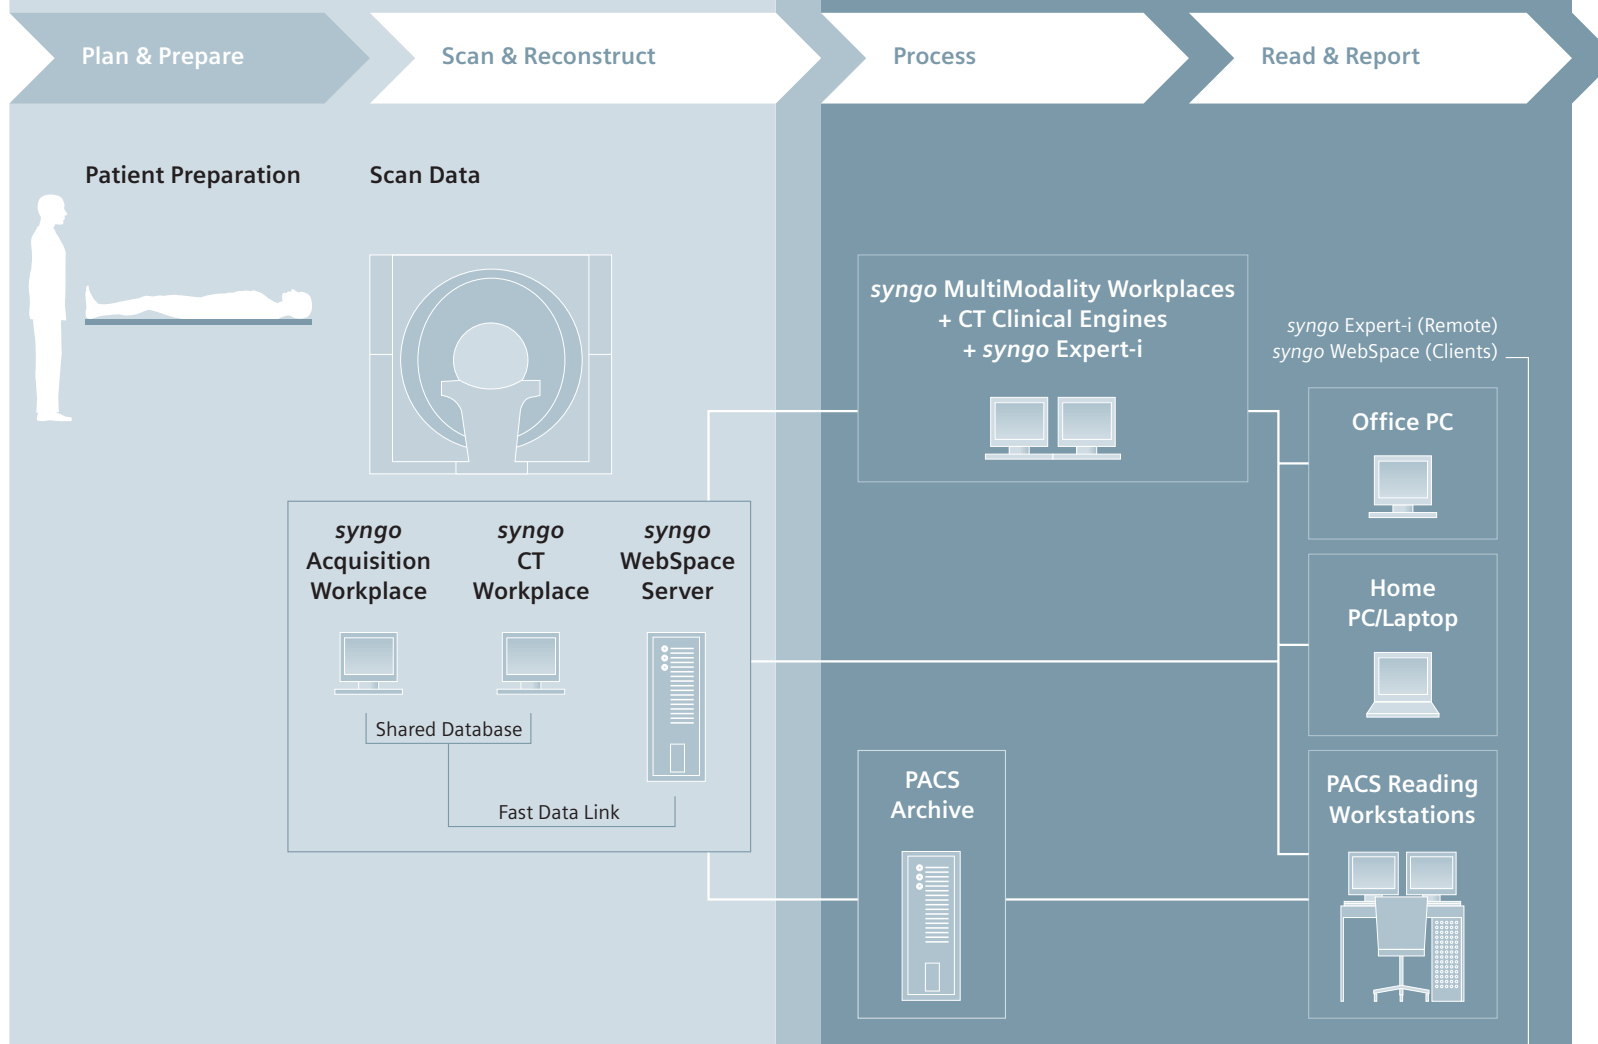 Plan & Prepare
Scan & Reconstruct
Process
Read & Report
Patient Preparation
Scan Data
syngo MultiModality Workplaces
+ CT Clinical Engines
+ syngo Expert-i
syngo Expert-i (Remote)
syngo WebSpace (Clients)
Office PC
syngo
Acquisition
Workplace
syngo
CT
Workplace
syngo
WebSpace
Server
Home
PC/Laptop
Shared Database
Fast Data Link
PACS
Archive
PACS Reading
Workstations